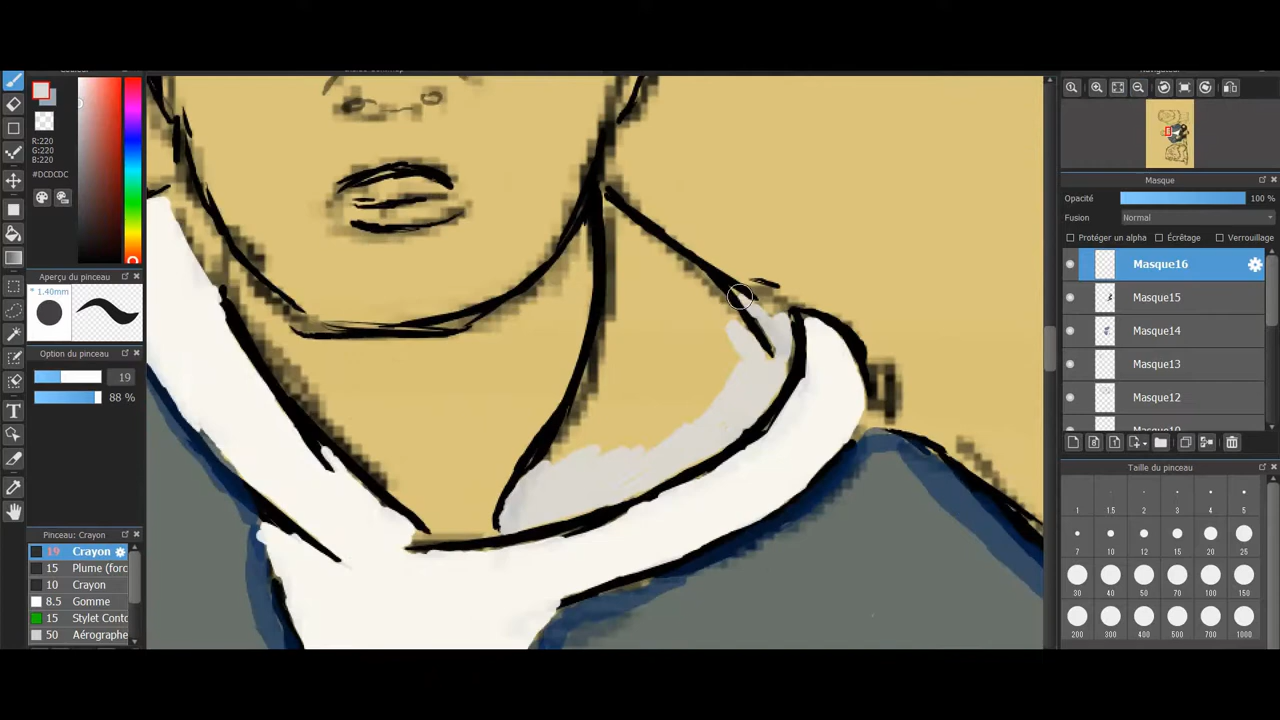 R:220
G:220
B:220
#DCDCDC
Aperçu du pinceau
*1.40mm
Option du pinceau
19
88 %
Pinceau: Crayon
19 Crayon
15 Plume (forc
10 Crayon
8.5 Gomme
15 Stylet Conto
50 Aérographe
Masque
Opacité 100 %
Fusion Normal
Protéger un alpha Écrêtage Verrouillage
Masque16
Masque15
Masque14
Masque13
Masque12
Taille du pinceau
1 1.5 2 3 4 5
7 10 12 15 20 25
30 40 50 70 100 150
200 300 400 500 700 1000